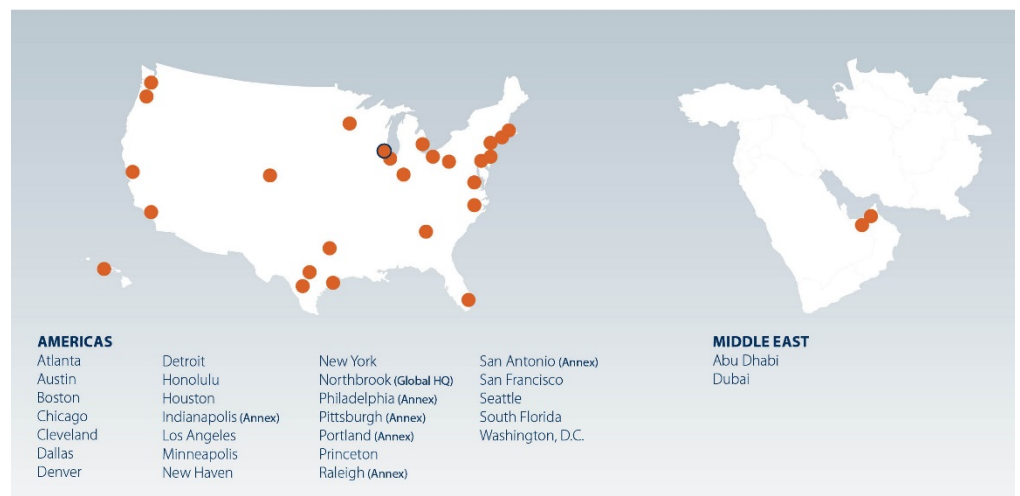 AMERICAS
Atlanta
Austin
Boston
Chicago
Cleveland
Dallas
Denver
Detroit
Honolulu
Houston
Indianapolis (Annex)
Los Angeles
Minneapolis
New Haven
New York
Northbrook (Global HQ)
Philadelphia (Annex)
Pittsburgh (Annex)
Portland (Annex)
Princeton
Raleigh (Annex)
San Antonio (Annex)
San Francisco
Seattle
South Florida
Washington, D.C.
MIDDLE EAST
Abu Dhabi
Dubai